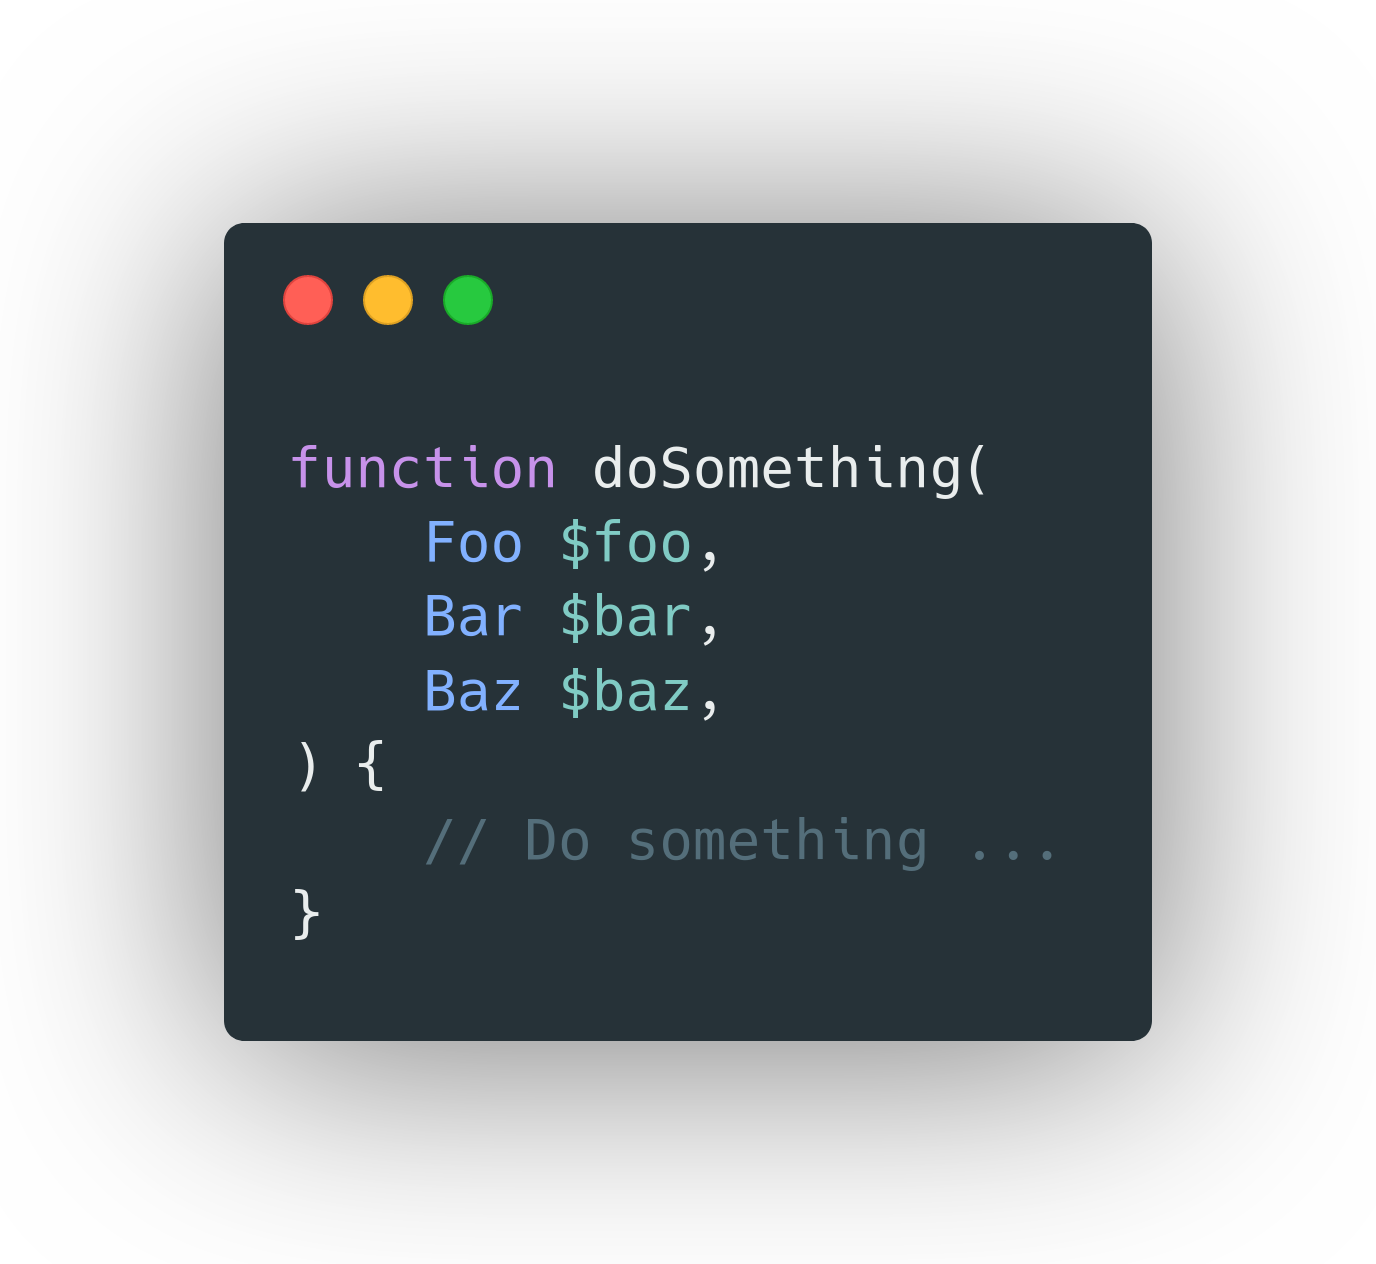 function doSomething(
    Foo $foo,
    Bar $bar,
    Baz $baz,
) {
    // Do something ...
}